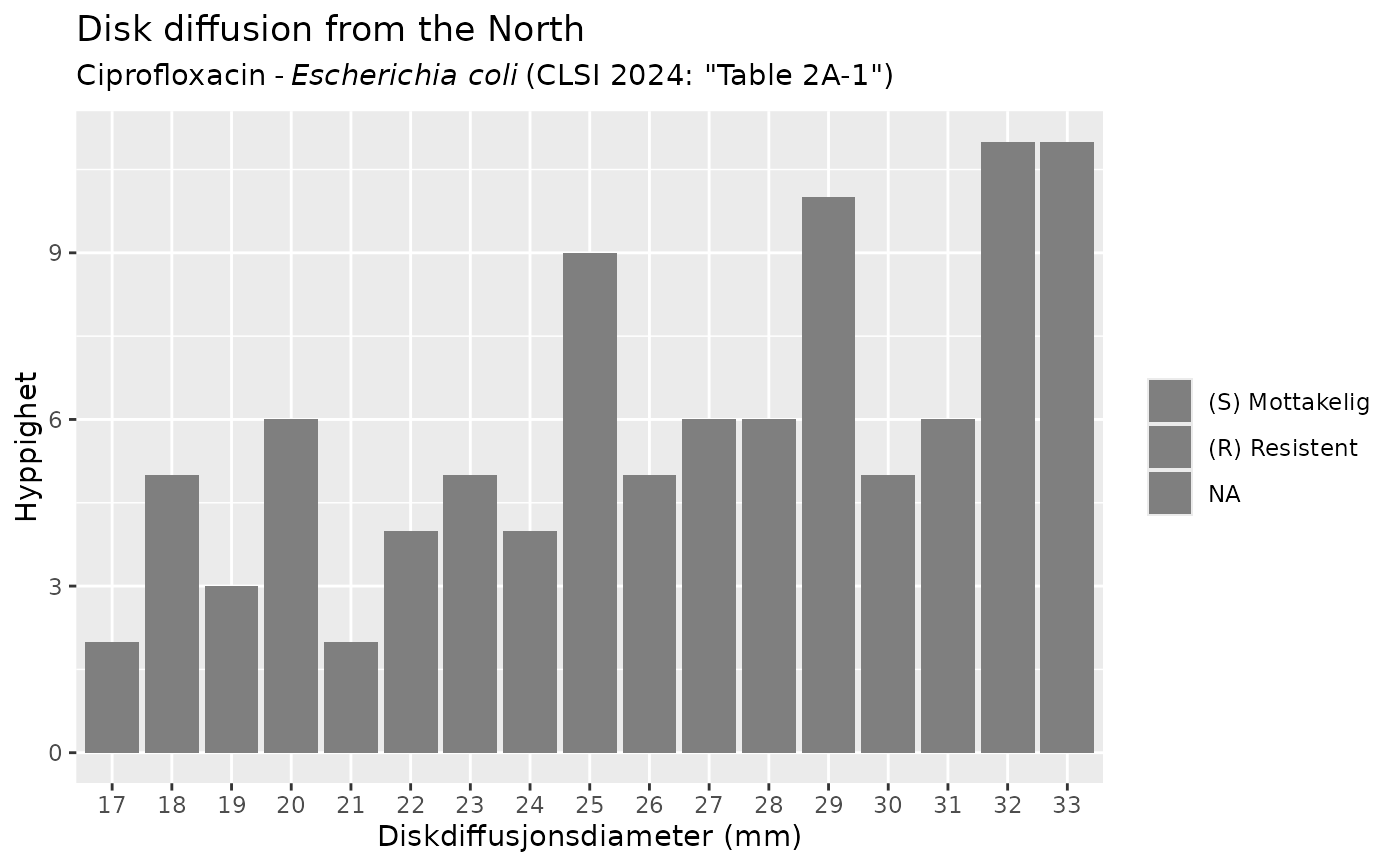 Disk diffusion from the North
Ciprofloxacin - Escherichia coli (CLSI 2024: "Table 2A-1")
Hyppighet
9
6
3
0
17 18 19 20 21 22 23 24 25 26 27 28 29 30 31 32 33
Diskdiffusjonsdiameter (mm)
(S) Mottakelig
(R) Resistent
NA